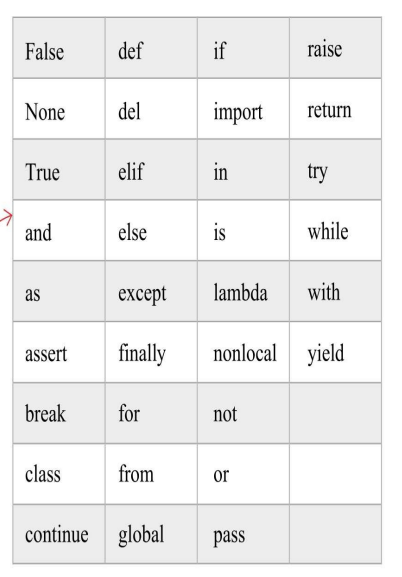 False def if raise
None del import return
True elif in try
and else is while
as except lambda with
assert finally nonlocal yield
break for not
class from or
continue global pass